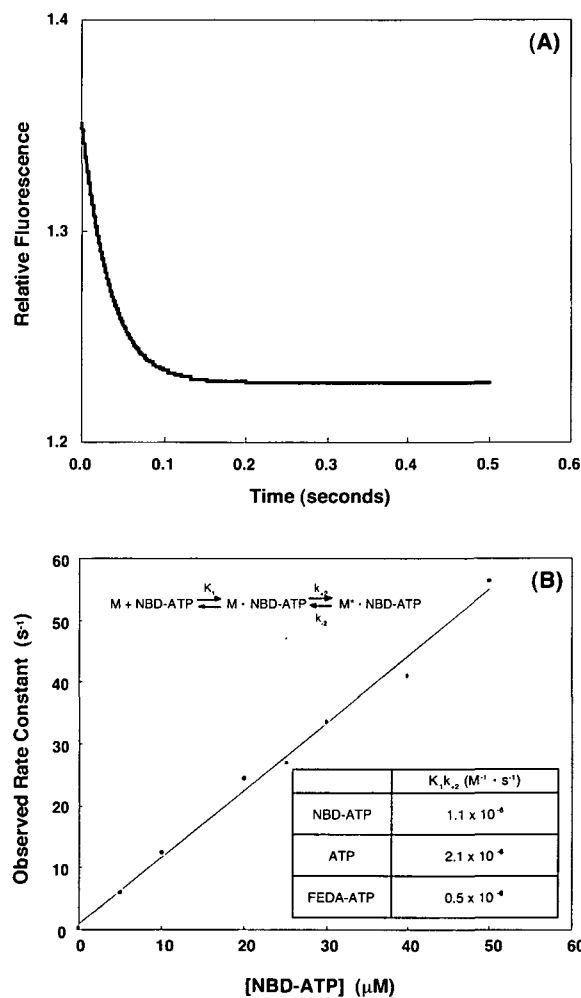 (A)
1.4
1.3
1.2
Relative Fluorescence
0.0 0.1 0.2 0.3 0.4 0.5 0.6
Time (seconds)
(B)
60
50
40
30
20
10
0
Observed Rate Constant (s⁻¹)
K₁ k₊₂
M + NBD-ATP ⇌ M · NBD-ATP ⇌ M* · NBD-ATP
k₋₂
K₁k₊₂ (M⁻¹ · s⁻¹)
NBD-ATP 1.1 x 10⁻⁶
ATP 2.1 x 10⁻⁶
FEDA-ATP 0.5 x 10⁻⁶
0 10 20 30 40 50 60
[NBD-ATP] (μM)